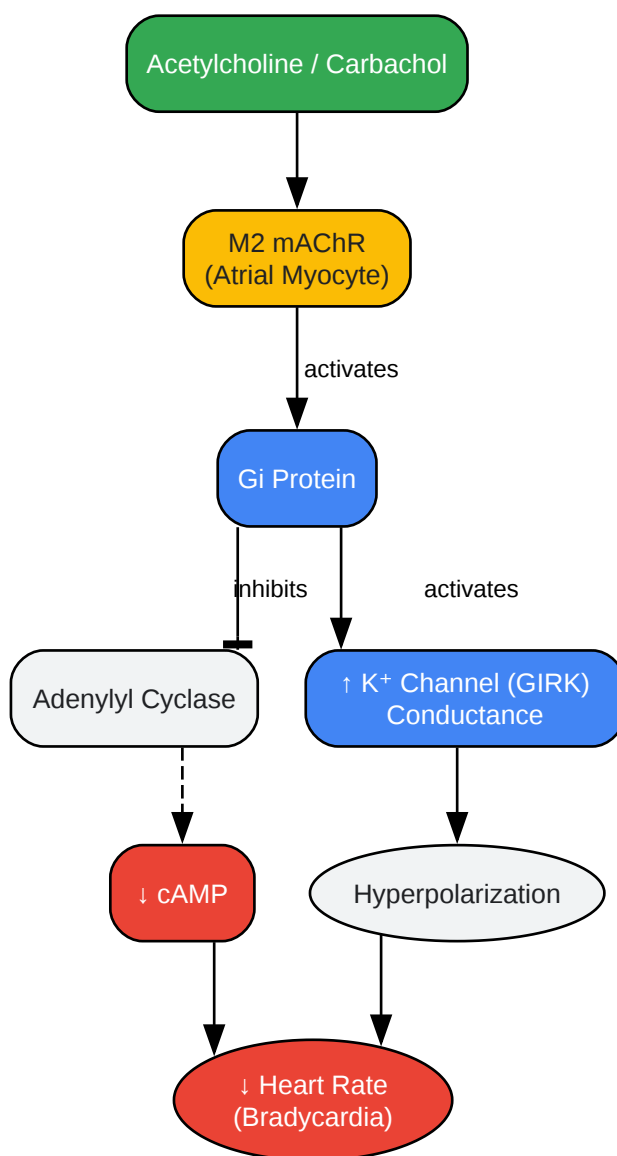 Acetylcholine / Carbachol
M2 mAChR
(Atrial Myocyte)
activates
Gi Protein
inhibits
activates
Adenylyl Cyclase
↑ K⁺ Channel (GIRK)
Conductance
↓ cAMP
Hyperpolarization
↓ Heart Rate
(Bradycardia)